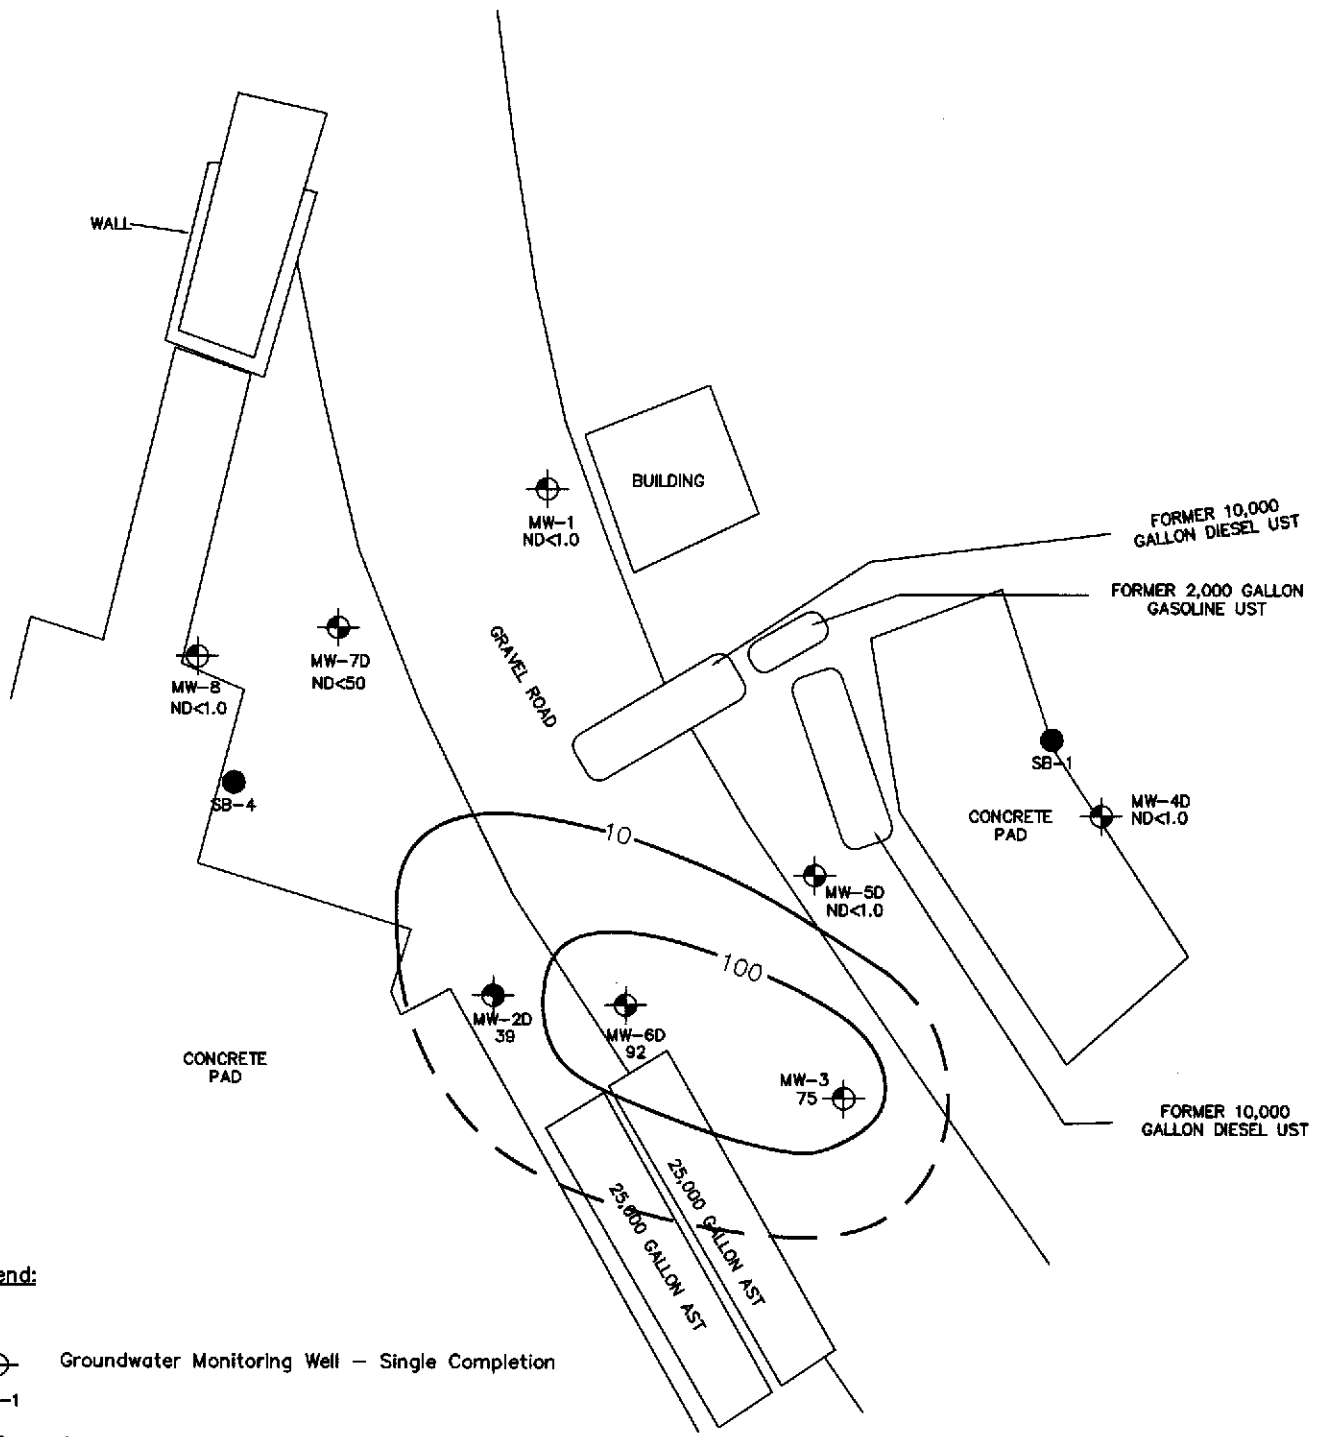 WALL
BUILDING
MW-1
ND<1.0
FORMER 10,000
GALLON DIESEL UST
FORMER 2,000 GALLON
GASOLINE UST
GRAVEL ROAD
MW-7D
ND<50
MW-8
ND<1.0
SB-4
SB-1
MW-4D
ND<1.0
CONCRETE
PAD
10
MW-5D
ND<1.0
100
MW-2D
39
MW-6D
92
MW-3
75
CONCRETE
PAD
FORMER 10,000
GALLON DIESEL UST
25,000 GALLON AST
25,000 GALLON AST
end:
Groundwater Monitoring Well – Single Completion
-1